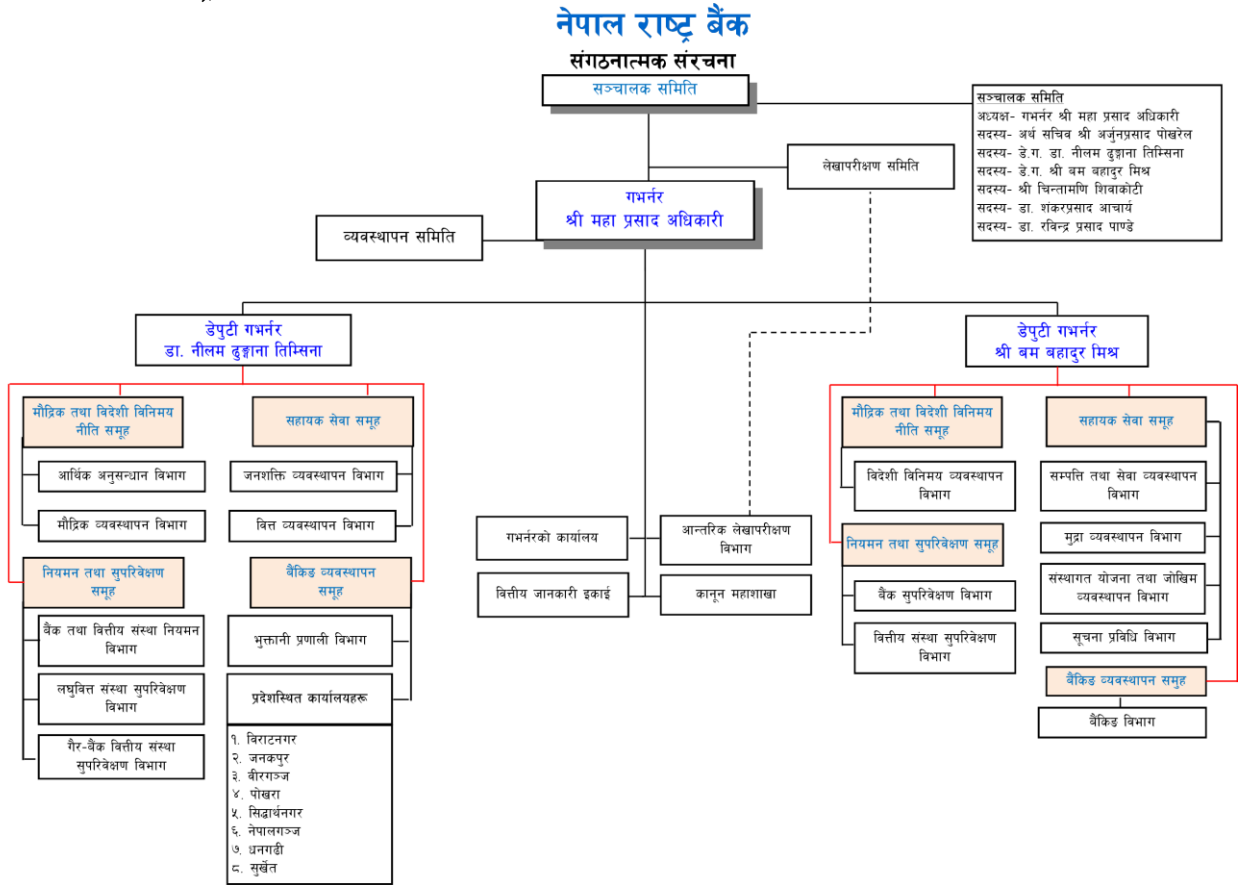 नेपाल राष्ट्र बैंक
संगठनात्मक संरचना
सञ्चालक समिति
सञ्चालक समिति
अध्यक्ष- गभर्नर श्री महा प्रसाद अधिकारी
सदस्य- अर्थ सचिव श्री अर्जुनप्रसाद पोखरेल
सदस्य- डे.ग. डा. नीलम ढुङ्गाना तिम्सिना
सदस्य- डे.ग. श्री बम बहादुर मिश्र
सदस्य- श्री चिन्तामणि शिवाकोटी
सदस्य- डा. शंकरप्रसाद आचार्य
सदस्य- डा. रविन्द्र प्रसाद पाण्डे
लेखापरीक्षण समिति
गभर्नर
श्री महा प्रसाद अधिकारी
व्यवस्थापन समिति
डेपुटी गभर्नर
डा. नीलम ढुङ्गाना तिम्सिना
मौद्रिक तथा विदेशी विनिमय
नीति समूह
आर्थिक अनुसन्धान विभाग
मौद्रिक व्यवस्थापन विभाग
सहायक सेवा समूह
जनशक्ति व्यवस्थापन विभाग
वित्त व्यवस्थापन विभाग
नियमन तथा सुपरिवेक्षण
समूह
बैंक तथा वित्तीय संस्था नियमन
विभाग
लघुवित्त संस्था सुपरिवेक्षण
विभाग
गैर-बैंक वित्तीय संस्था
सुपरिवेक्षण विभाग
बैंकिङ व्यवस्थापन
समूह
भुक्तानी प्रणाली विभाग
प्रदेशस्थित कार्यालयहरू
१. विराटनगर
२. जनकपुर
३. वीरगञ्ज
४. पोखरा
५. सिद्धार्थनगर
६. नेपालगञ्ज
७. धनगढी
८. सुर्खेत
गभर्नरको कार्यालय
आन्तरिक लेखापरीक्षण
विभाग
वित्तीय जानकारी इकाई
कानून महाशाखा
डेपुटी गभर्नर
श्री बम बहादुर मिश्र
मौद्रिक तथा विदेशी विनिमय
नीति समूह
विदेशी विनिमय व्यवस्थापन
विभाग
नियमन तथा सुपरिवेक्षण समूह
बैंक सुपरिवेक्षण विभाग
वित्तीय संस्था सुपरिवेक्षण
विभाग
सहायक सेवा समूह
सम्पत्ति तथा सेवा व्यवस्थापन
विभाग
मुद्रा व्यवस्थापन विभाग
संस्थागत योजना तथा जोखिम
व्यवस्थापन विभाग
सूचना प्रविधि विभाग
बैंकिङ व्यवस्थापन समुह
बैंकिङ विभाग